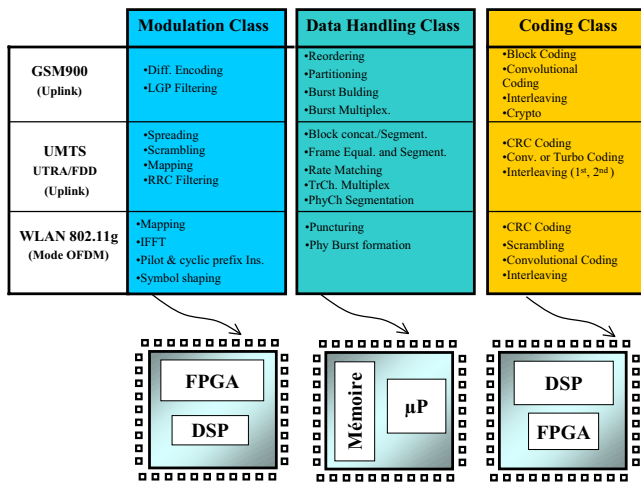 Modulation Class
Data Handling Class
Coding Class
GSM900
(Uplink)
•Diff. Encoding
•LGP Filtering
•Reordering
•Partitioning
•Burst Bulding
•Burst Multiplex.
•Block Coding
•Convolutional
Coding
•Interleaving
•Crypto
UMTS
UTRA/FDD
(Uplink)
•Spreading
•Scrambling
•Mapping
•RRC Filtering
•Block concat./Segment.
•Frame Equal. and Segment.
•Rate Matching
•TrCh. Multiplex
•PhyCh Segmentation
•CRC Coding
•Conv. or Turbo Coding
•Interleaving (1st, 2nd )
WLAN 802.11g
(Mode OFDM)
•Mapping
•IFFT
•Pilot & cyclic prefix Ins.
•Symbol shaping
•Puncturing
•Phy Burst formation
•CRC Coding
•Scrambling
•Convolutional Coding
•Interleaving
FPGA
DSP
Mémoire
µP
DSP
FPGA